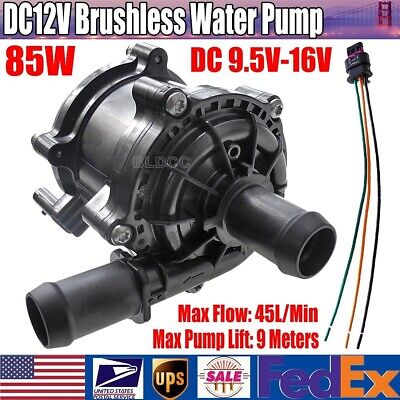 DC12V Brushless Water Pump
85W
DC 9.5V-16V
BLDCC
Max Flow: 45L/Min
Max Pump Lift: 9 Meters
UNITED STATES
POSTAL SERVICE
ups
SALE
FedEx